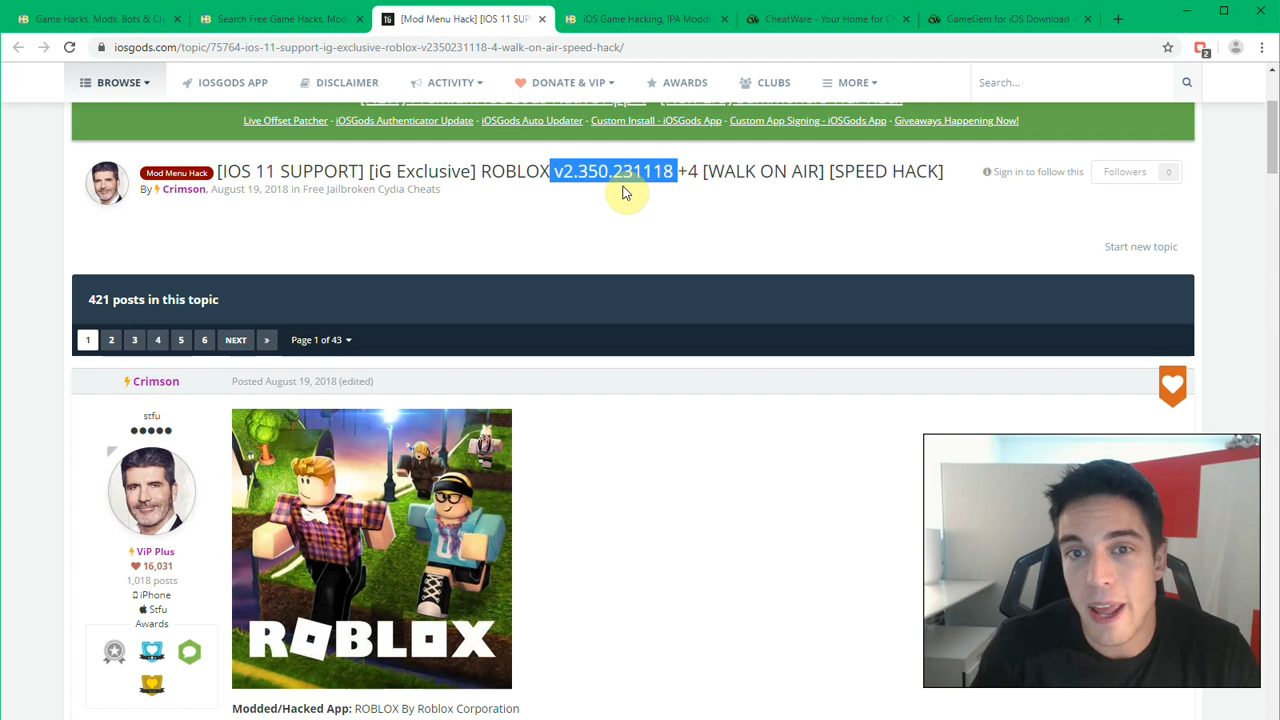 Game Hacks, Mods, Bots & Ch
Search Free Game Hacks, Mod
[Mod Menu Hack] [IOS 11 SUP
iOS Game Hacking, IPA Moddi
CheatWare – Your Home for C
GameGem for iOS Download –
iosgods.com/topic/75764-ios-11-support-ig-exclusive-roblox-v2350231118-4-walk-on-air-speed-hack/
2
BROWSE
IOSGODS APP
DISCLAIMER
ACTIVITY
DONATE & VIP
AWARDS
CLUBS
MORE
Search...
Live Offset Patcher - iOSGods Authenticator Update - iOSGods Auto Updater - Custom Install - iOSGods App - Custom App Signing - iOSGods App - Giveaways Happening Now!
Mod Menu Hack [IOS 11 SUPPORT] [iG Exclusive] ROBLOX v2.350.231118 +4 [WALK ON AIR] [SPEED HACK]
By Crimson, August 19, 2018 in Free Jailbroken Cydia Cheats
Sign in to follow this
Followers 0
Start new topic
421 posts in this topic
1 2 3 4 5 6 NEXT » Page 1 of 43
Crimson
Posted August 19, 2018 (edited)
stfu
ViP Plus
16,031
1,018 posts
iPhone
Stfu
Awards
ROBLOX
Modded/Hacked App: ROBLOX By Roblox Corporation